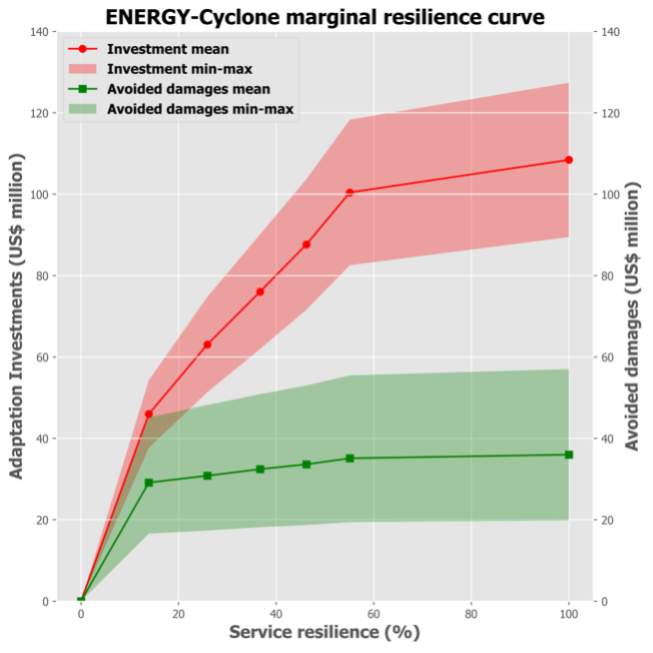 ENERGY-Cyclone marginal resilience curve
Investment mean
Investment min-max
Avoided damages mean
Avoided damages min-max
Adaptation Investments (US$ million)
140
120
100
80
60
40
20
0
0 20 40 60 80 100
Service resilience (%)
140
120
100
80
60
40
20
0
Avoided damages (US$ million)